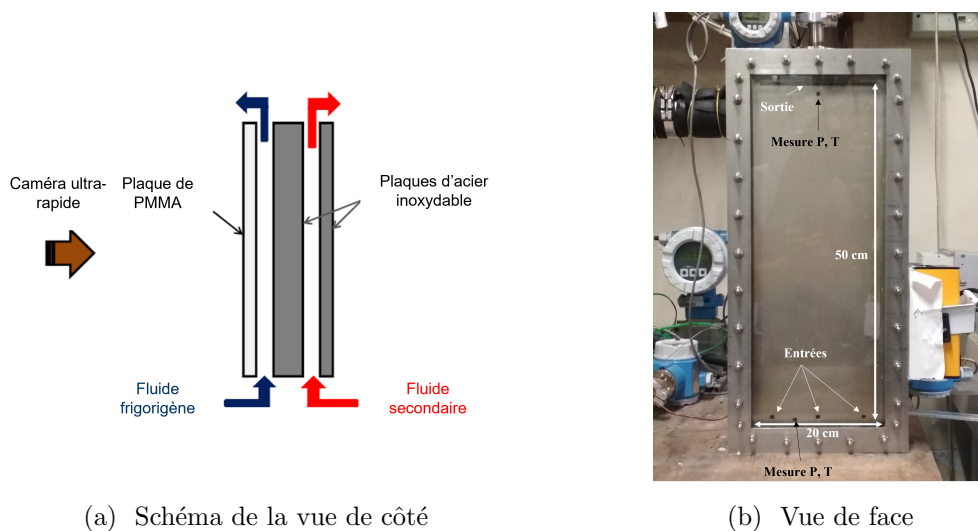 Caméra ultra-
rapide
Plaque de
PMMA
Plaques d'acier
inoxydable
Fluide
frigorigène
Fluide
secondaire
(a) Schéma de la vue de côté
Sortie
Mesure P, T
50 cm
Entrées
20 cm
Mesure P, T
(b) Vue de face